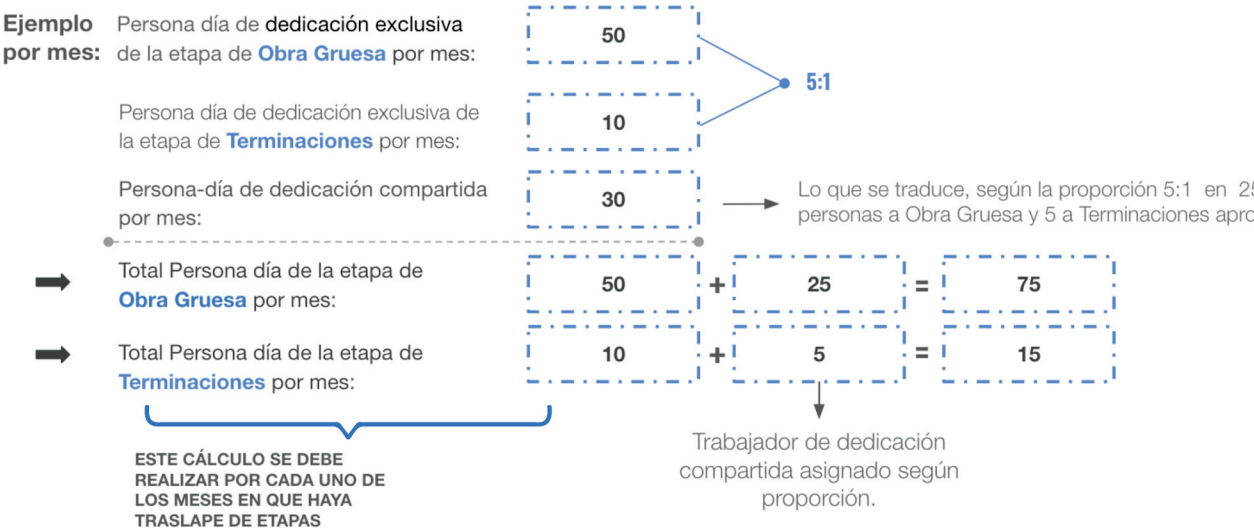 Ejemplo por mes:
Persona día de dedicación exclusiva
de la etapa de Obra Gruesa por mes:
50
5:1
Persona día de dedicación exclusiva de
la etapa de Terminaciones por mes:
10
Persona-día de dedicación compartida
por mes:
30
Lo que se traduce, según la proporción 5:1 en 25
personas a Obra Gruesa y 5 a Terminaciones apro
Total Persona día de la etapa de
Obra Gruesa por mes:
50 + 25 = 75
Total Persona día de la etapa de
Terminaciones por mes:
10 + 5 = 15
ESTE CÁLCULO SE DEBE
REALIZAR POR CADA UNO DE
LOS MESES EN QUE HAYA
TRASLAPE DE ETAPAS
Trabajador de dedicación
compartida asignado según
proporción.